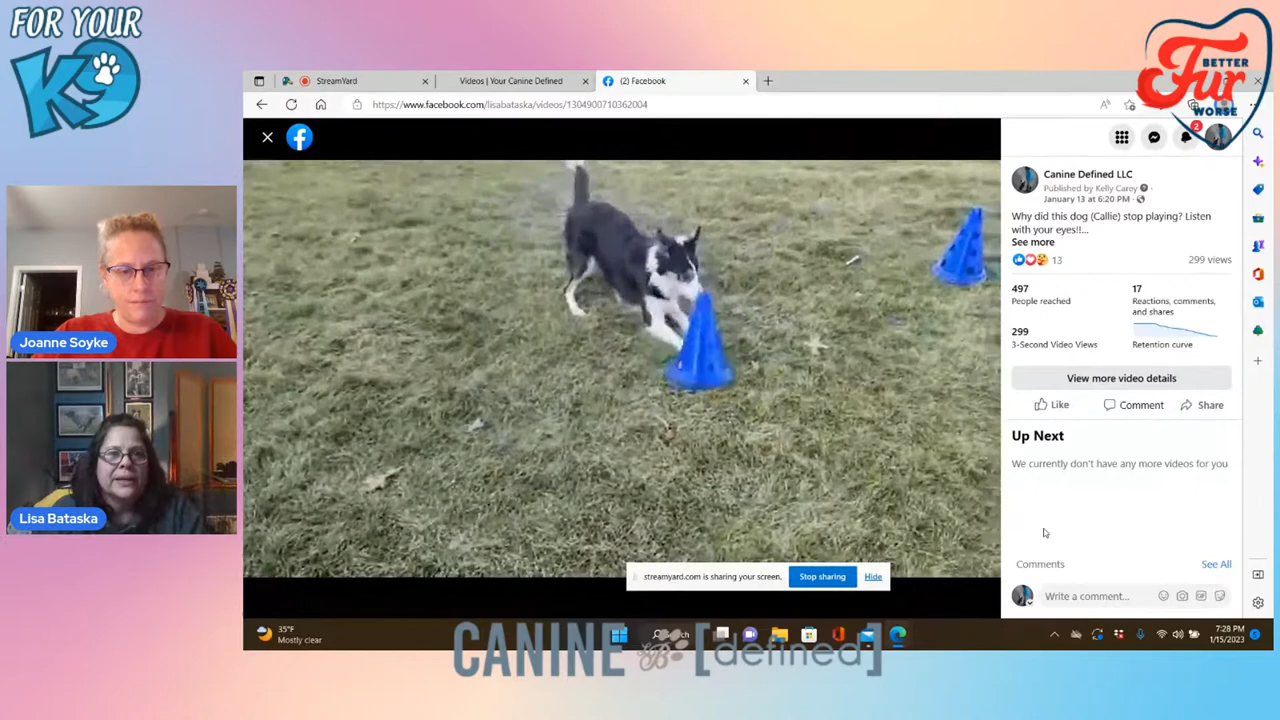 FOR YOUR
K9
BETTER
Fur
WORSE
StreamYard
Videos | Your Canine Defined
(2) Facebook
https://www.facebook.com/lisabataska/videos/1304900710362004
2
Canine Defined LLC
Published by Kelly Carey
January 13 at 6:20 PM
Why did this dog (Callie) stop playing? Listen
with your eyes!!...
See more
13
299 views
497
People reached
17
Reactions, comments,
and shares
299
3-Second Video Views
Retention curve
View more video details
Like
Comment
Share
Up Next
We currently don't have any more videos for you
Comments
See All
Write a comment...
Joanne Soyke
Lisa Bataska
streamyard.com is sharing your screen.
Stop sharing
Hide
35°F
Mostly clear
7:28 PM
1/15/2023
CANINE [defined]